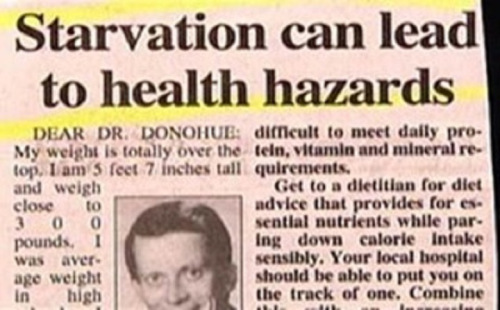 Starvation can lead
to health hazards
DEAR DR. DONOHUE:
My weight is totally over the
top. I am 5 feet 7 inches tall
and weigh
close to
3 0 0
pounds. I
was aver-
age weight
in high
difficult to meet daily pro-
tein, vitamin and mineral re-
quirements.
Get to a dietitian for diet
advice that provides for es-
sential nutrients while par-
ing down calorie intake
sensibly. Your local hospital
should be able to put you on
the track of one. Combine
this with an increasing